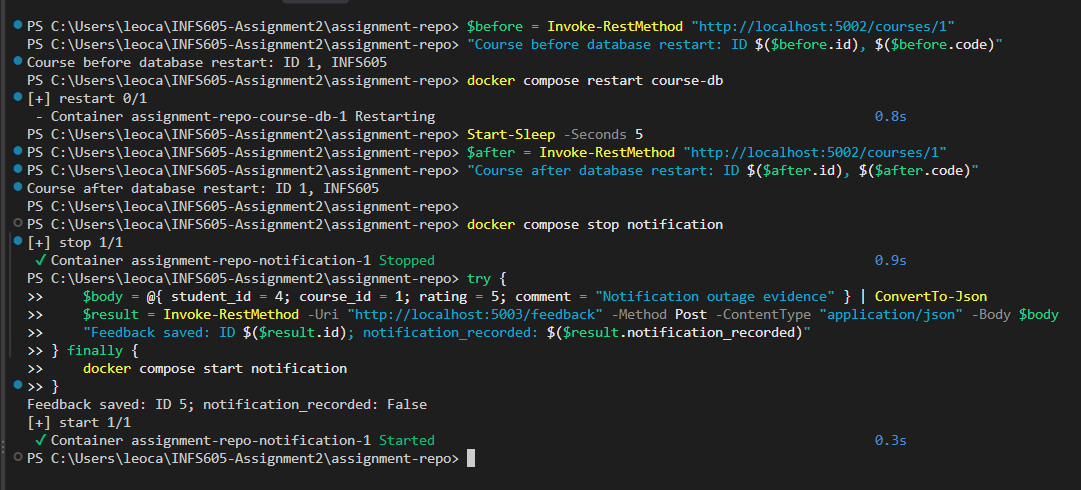 PS C:\Users\leoca\INFS605-Assignment2\assignment-repo> $before = Invoke-RestMethod "http://localhost:5002/courses/1"
PS C:\Users\leoca\INFS605-Assignment2\assignment-repo> "Course before database restart: ID $($before.id), $($before.code)"
Course before database restart: ID 1, INFS605
PS C:\Users\leoca\INFS605-Assignment2\assignment-repo> docker compose restart course-db
[+] restart 0/1
- Container assignment-repo-course-db-1 Restarting 0.8s
PS C:\Users\leoca\INFS605-Assignment2\assignment-repo> Start-Sleep -Seconds 5
PS C:\Users\leoca\INFS605-Assignment2\assignment-repo> $after = Invoke-RestMethod "http://localhost:5002/courses/1"
PS C:\Users\leoca\INFS605-Assignment2\assignment-repo> "Course after database restart: ID $($after.id), $($after.code)"
Course after database restart: ID 1, INFS605
PS C:\Users\leoca\INFS605-Assignment2\assignment-repo>
PS C:\Users\leoca\INFS605-Assignment2\assignment-repo> docker compose stop notification
[+] stop 1/1
✓ Container assignment-repo-notification-1 Stopped 0.9s
PS C:\Users\leoca\INFS605-Assignment2\assignment-repo> try {
>>     $body = @{ student_id = 4; course_id = 1; rating = 5; comment = "Notification outage evidence" } | ConvertTo-Json
>>     $result = Invoke-RestMethod -Uri "http://localhost:5003/feedback" -Method Post -ContentType "application/json" -Body $body
>>     "Feedback saved: ID $($result.id); notification_recorded: $($result.notification_recorded)"
>> } finally {
>>     docker compose start notification
>> }
Feedback saved: ID 5; notification_recorded: False
[+] start 1/1
✓ Container assignment-repo-notification-1 Started 0.3s
PS C:\Users\leoca\INFS605-Assignment2\assignment-repo>